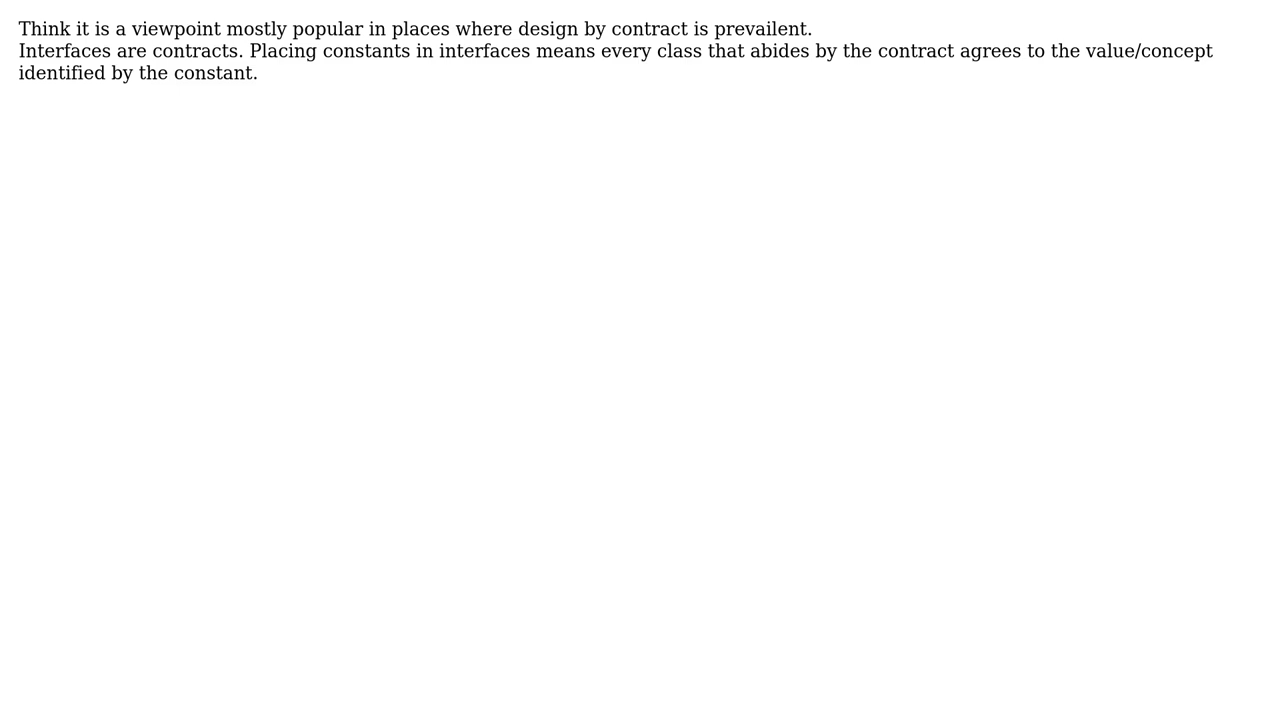 Think it is a viewpoint mostly popular in places where design by contract is prevailent.
Interfaces are contracts. Placing constants in interfaces means every class that abides by the contract agrees to the value/concept
identified by the constant.